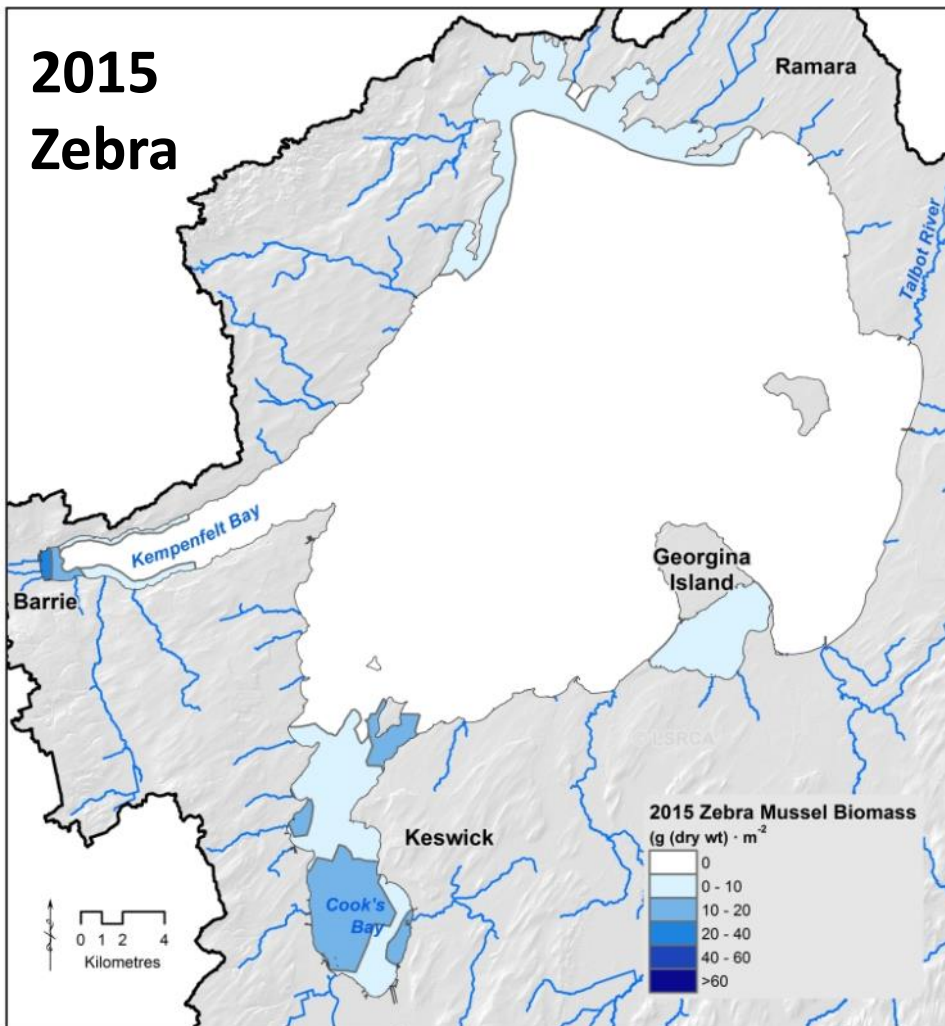 2015
Zebra
Ramara
Talbot River
Kempenfelt Bay
Barrie
Georgina
Island
© LSRCA
Keswick
Cook's
Bay
0 1 2 4
Kilometres
2015 Zebra Mussel Biomass
(g (dry wt) · m⁻²
0
0 - 10
10 - 20
20 - 40
40 - 60
>60